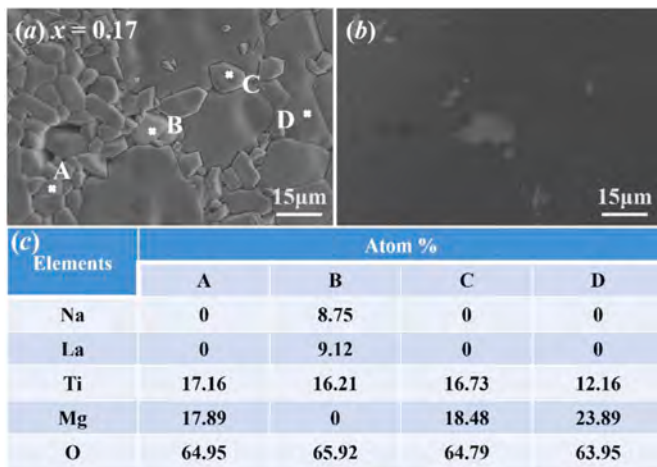 (a) x = 0.17
(b)
C
D
B
A
15μm
15μm
(c)
Elements
Atom %
A B C D
Na 0 8.75 0 0
La 0 9.12 0 0
Ti 17.16 16.21 16.73 12.16
Mg 17.89 0 18.48 23.89
O 64.95 65.92 64.79 63.95